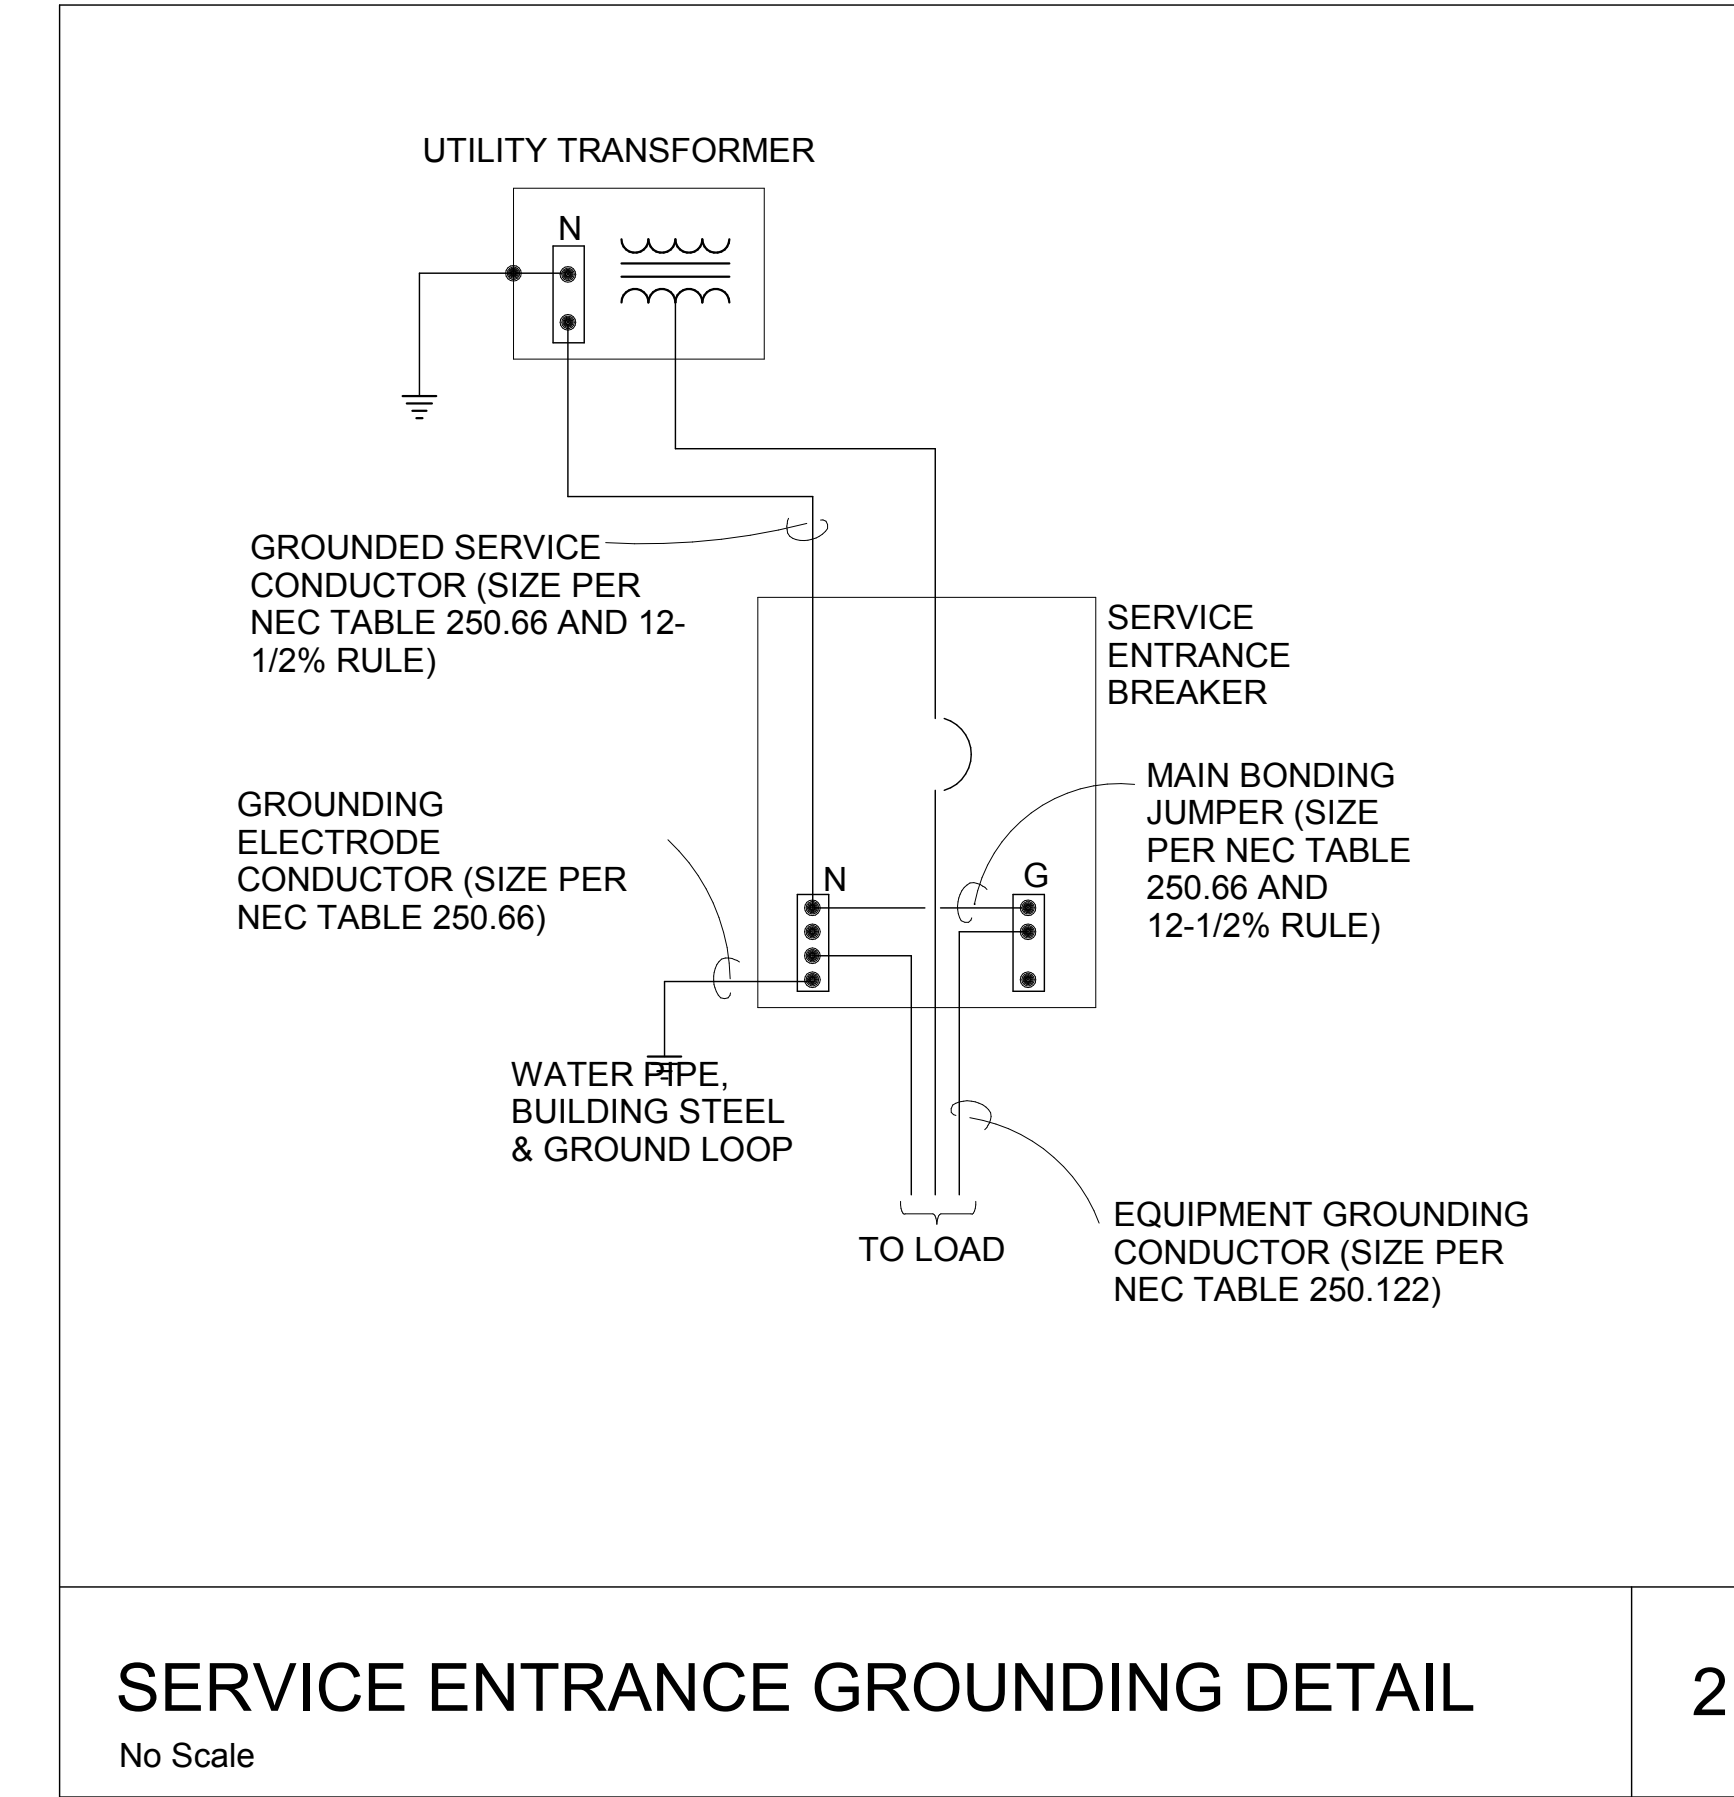 UTILITY TRANSFORMER
N
GROUNDED SERVICE
CONDUCTOR (SIZE PER
NEC TABLE 250.66 AND 12-
1/2% RULE)
SERVICE
ENTRANCE
BREAKER
GROUNDING
ELECTRODE
CONDUCTOR (SIZE PER
NEC TABLE 250.66)
MAIN BONDING
JUMPER (SIZE
PER NEC TABLE
250.66 AND
12-1/2% RULE)
N
G
WATER PIPE,
BUILDING STEEL
& GROUND LOOP
TO LOAD
EQUIPMENT GROUNDING
CONDUCTOR (SIZE PER
NEC TABLE 250.122)
SERVICE ENTRANCE GROUNDING DETAIL
2
No Scale